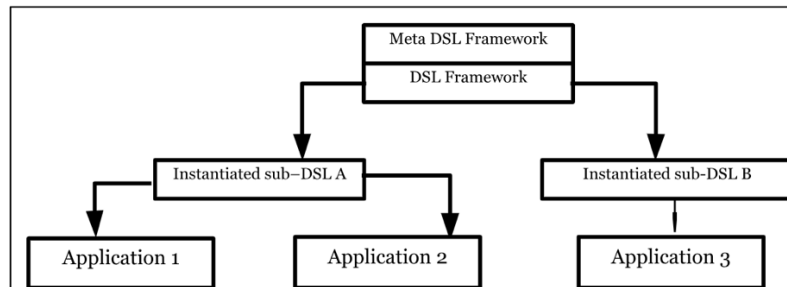 Meta DSL Framework
DSL Framework
Instantiated sub–DSL A
Instantiated sub-DSL B
Application 1
Application 2
Application 3